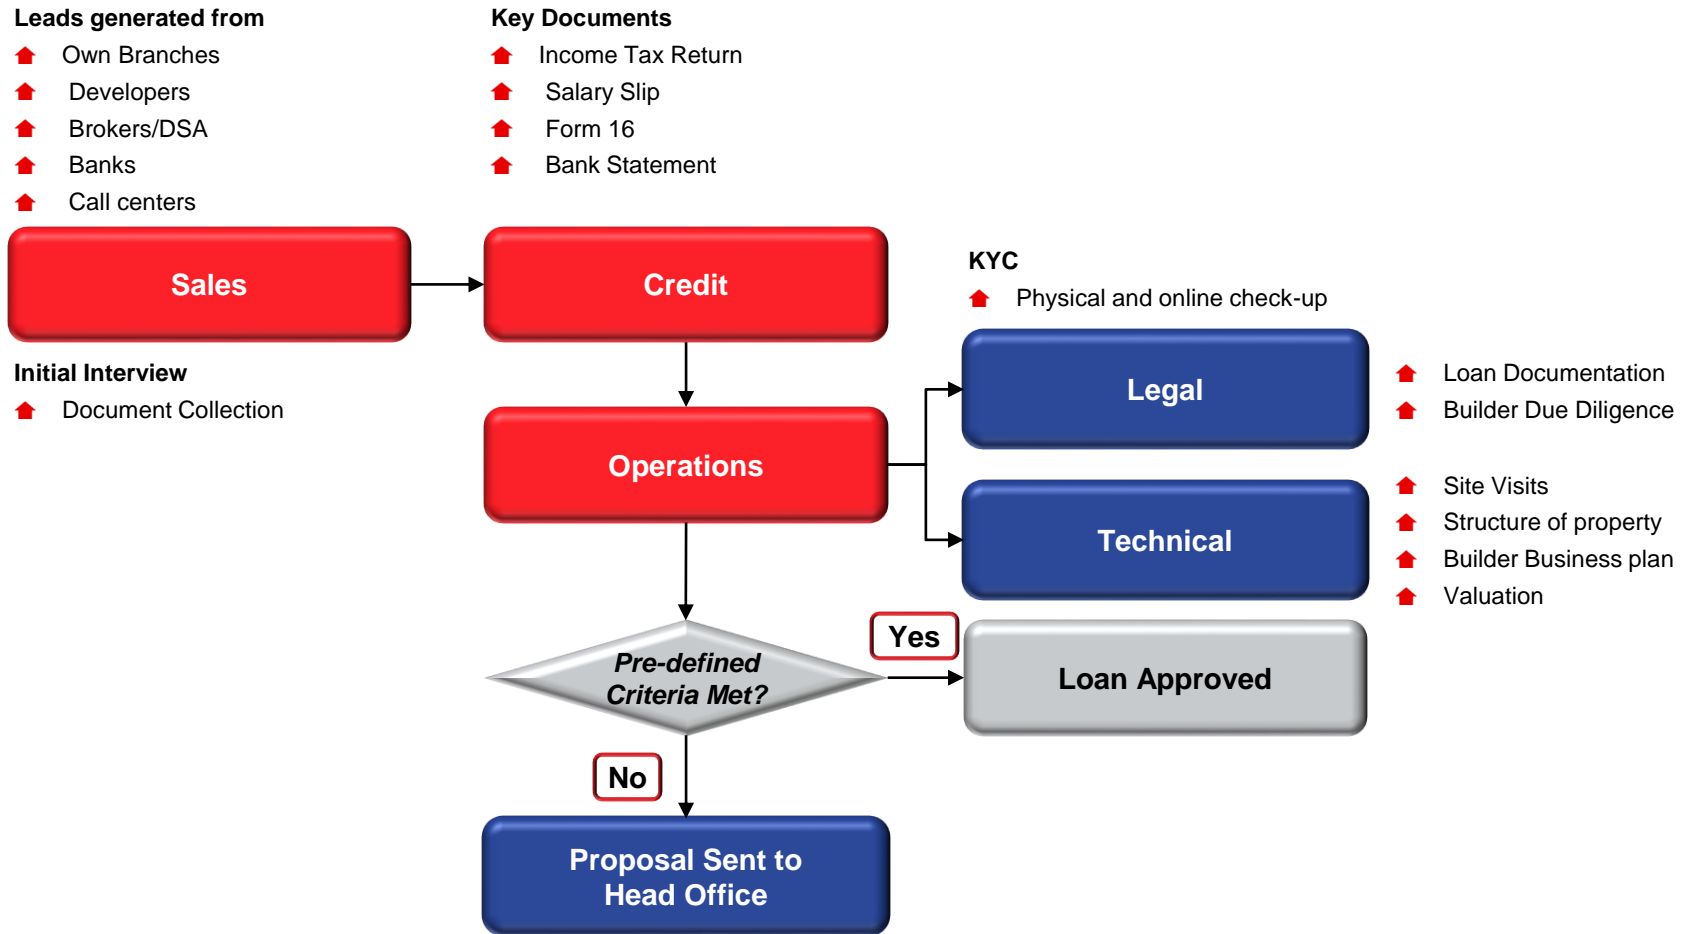 Leads generated from
Own Branches
Developers
Brokers/DSA
Banks
Call centers
Key Documents
Income Tax Return
Salary Slip
Form 16
Bank Statement
Sales
Credit
KYC
Physical and online check-up
Initial Interview
Document Collection
Legal
Loan Documentation
Builder Due Diligence
Operations
Technical
Site Visits
Structure of property
Builder Business plan
Valuation
Pre-defined
Criteria Met?
Yes
Loan Approved
No
Proposal Sent to
Head Office